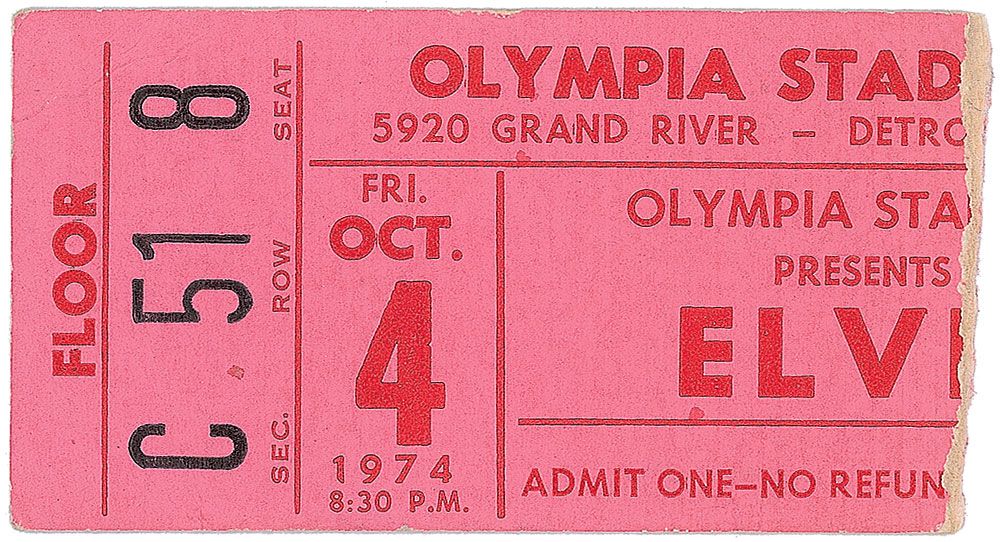 FLOOR
C 51 8
SEC. ROW SEAT
OLYMPIA STAD
5920 GRAND RIVER – DETRO
FRI.
OCT.
4
1974
8:30 P.M.
OLYMPIA STA
PRESENTS
ELVI
ADMIT ONE—NO REFUN